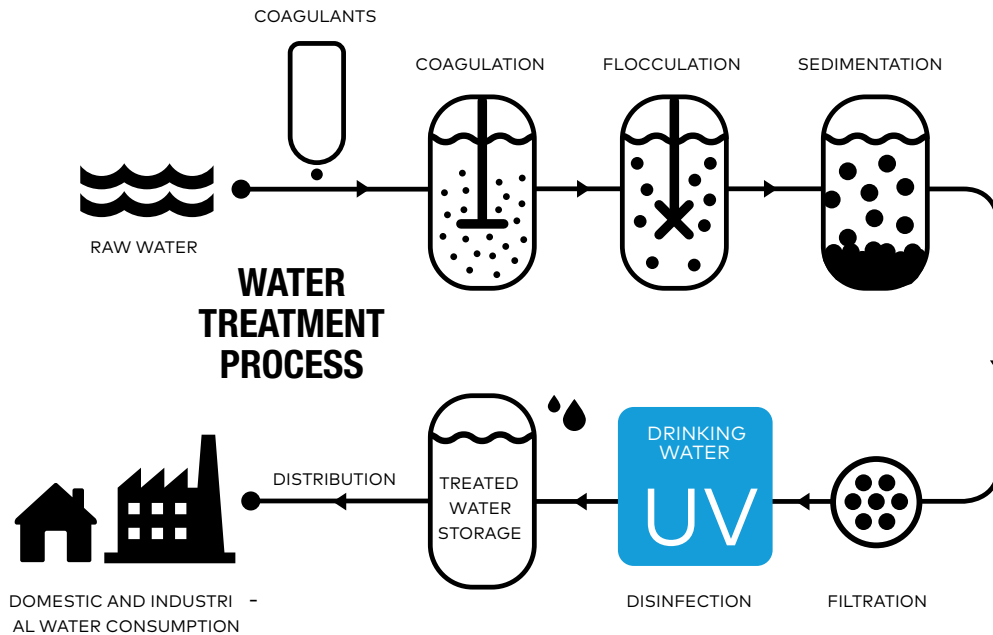 COAGULANTS
COAGULATION
FLOCCULATION
SEDIMENTATION
RAW WATER
WATER
TREATMENT
PROCESS
DRINKING
WATER
UV
DISTRIBUTION
TREATED
WATER
STORAGE
DOMESTIC AND INDUSTRI -
AL WATER CONSUMPTION
DISINFECTION
FILTRATION